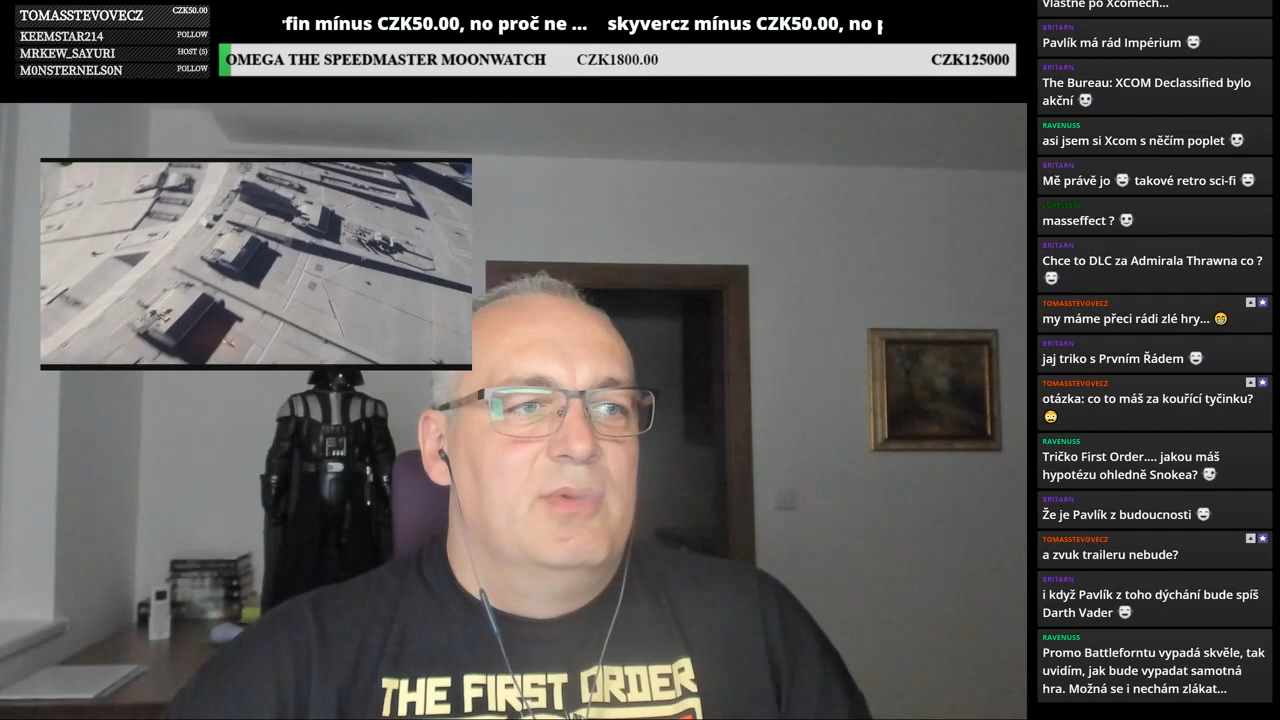 TOMASSTEVOVECZ CZK50.00
KEEMSTAR214 FOLLOW
MRKEW_SAYURI HOST (5)
M0NSTERNELS0N FOLLOW
fin mínus CZK50.00, no proč ne ... skyvercz mínus CZK50.00, no p
OMEGA THE SPEEDMASTER MOONWATCH CZK1800.00 CZK125000
THE FIRST ORDER
Vlastně po Xcomech...
BRITARN
Pavlík má rád Impérium
BRITARN
The Bureau: XCOM Declassified bylo
akční
RAVENUS5
asi jsem si Xcom s něčím poplet
BRITARN
Mě právě jo takové retro sci-fi
masseffect ?
BRITARN
Chce to DLC za Admirala Thrawna co ?
TOMASSTEVOVECZ
my máme přeci rádi zlé hry...
BRITARN
jaj triko s Prvním Řádem
TOMASSTEVOVECZ
otázka: co to máš za kouřící tyčinku?
RAVENUS5
Tričko First Order.... jakou máš
hypotézu ohledně Snokea?
BRITARN
Že je Pavlík z budoucnosti
TOMASSTEVOVECZ
a zvuk traileru nebude?
BRITARN
i když Pavlík z toho dýchání bude spíš
Darth Vader
RAVENUS5
Promo Battleforntu vypadá skvěle, tak
uvidím, jak bude vypadat samotná
hra. Možná se i nechám zlákat...